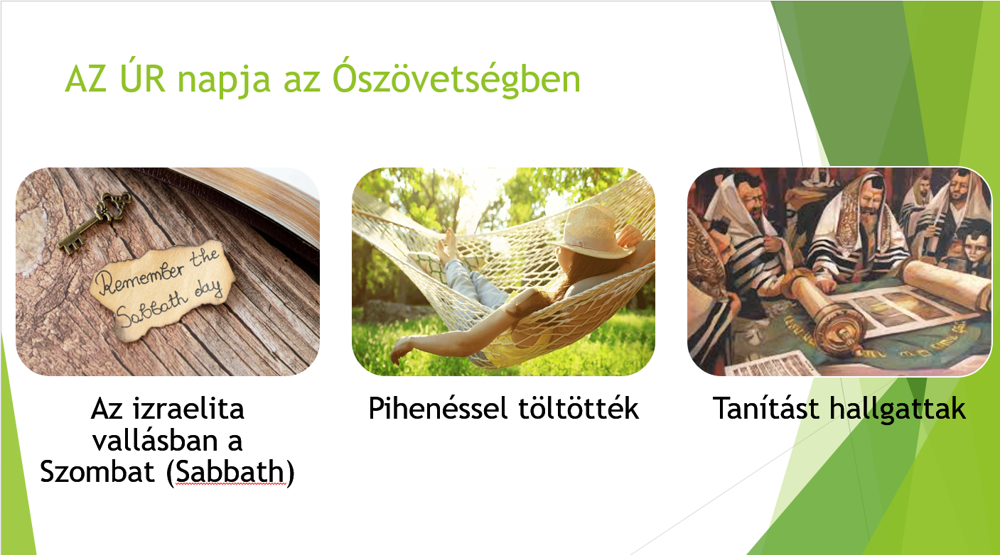 AZ ÚR napja az Ószövetségben
Remember the
Sabbath day
Az izraelita
vallásban a
Szombat (Sabbath)
Pihenéssel töltötték
Tanítást hallgattak